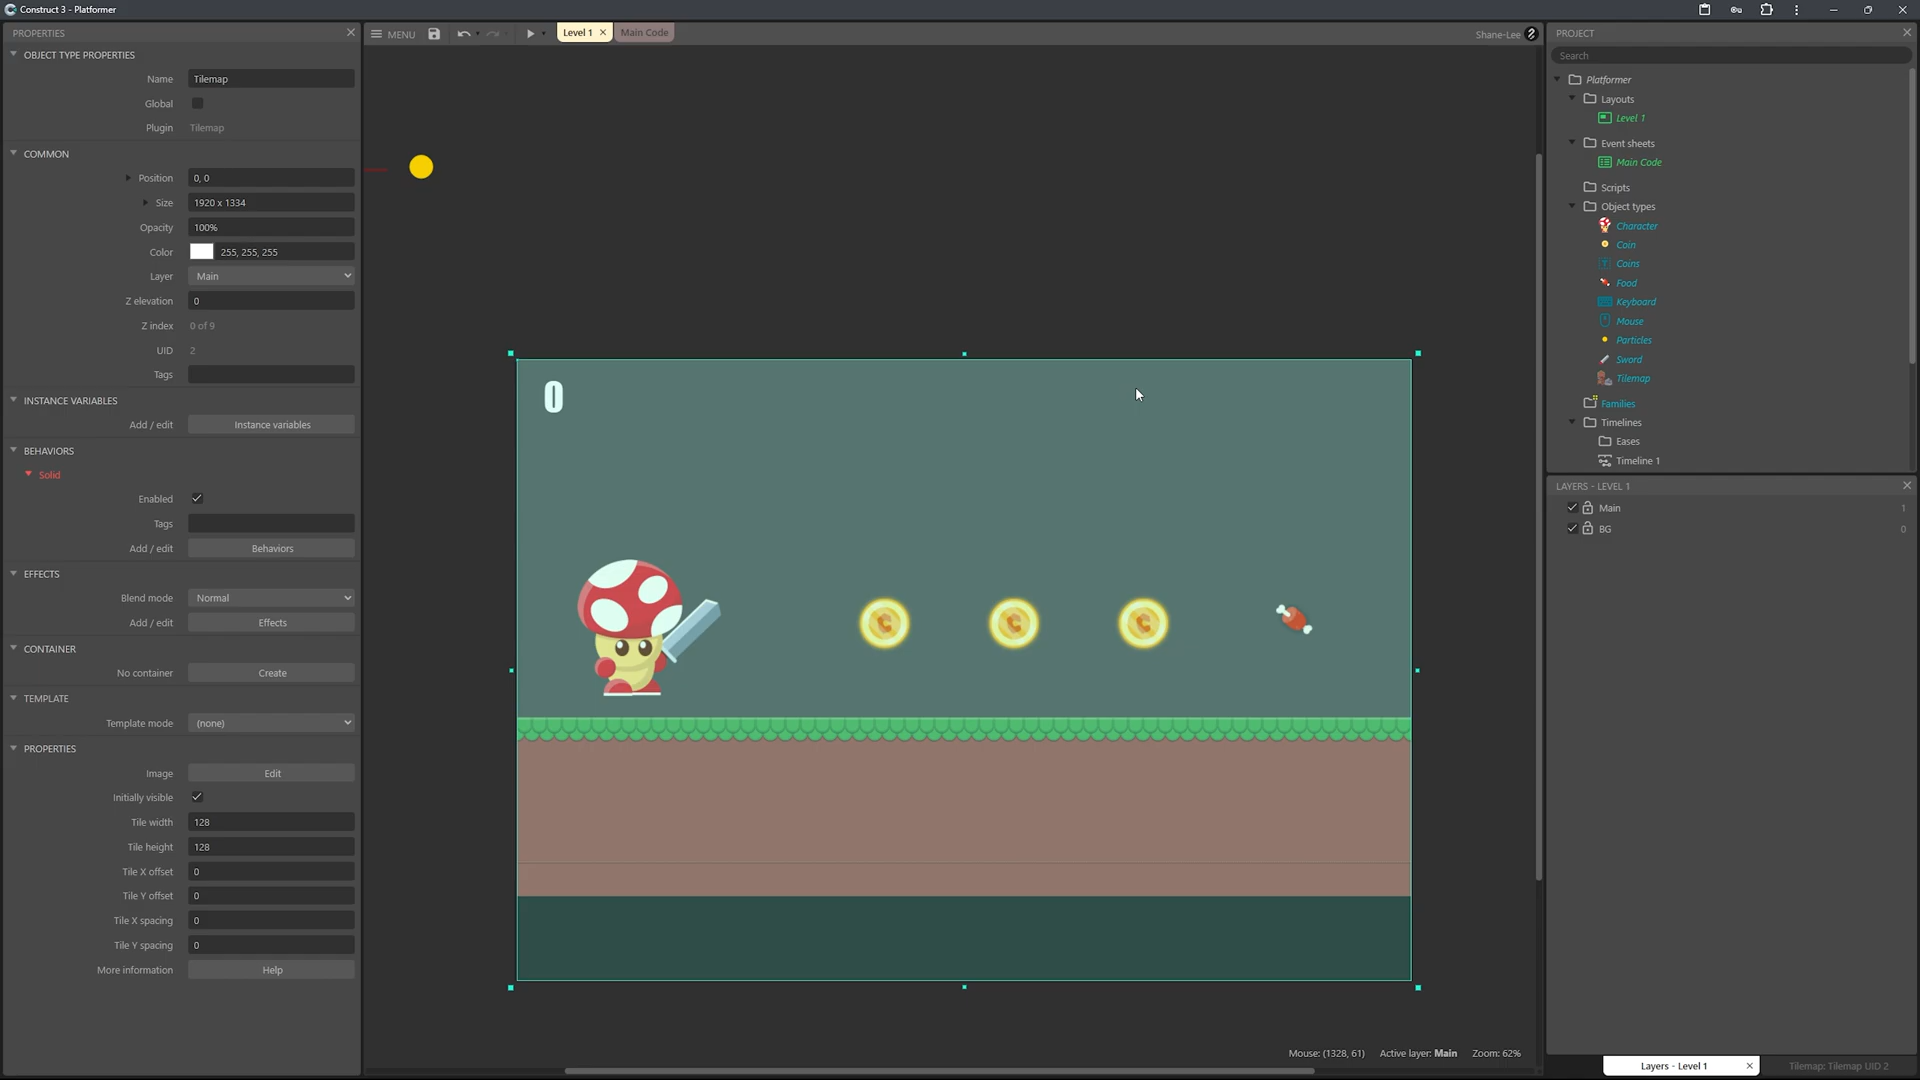 Construct 3 - Platformer
PROPERTIES
OBJECT TYPE PROPERTIES
Name Tilemap
Global
Plugin Tilemap
COMMON
Position 0, 0
Size 1920 x 1334
Opacity 100%
Color 255, 255, 255
Layer Main
Z elevation 0
Z index 0 of 9
UID 2
Tags
INSTANCE VARIABLES
Add / edit Instance variables
BEHAVIORS
Solid
Enabled
Tags
Add / edit Behaviors
EFFECTS
Blend mode Normal
Add / edit Effects
CONTAINER
No container Create
TEMPLATE
Template mode (none)
PROPERTIES
Image Edit
Initially visible
Tile width 128
Tile height 128
Tile X offset 0
Tile Y offset 0
Tile X spacing 0
Tile Y spacing 0
More information Help
MENU
Level 1
Main Code
Shane-Lee
0
Mouse: (1328, 61) Active layer: Main Zoom: 62%
PROJECT
Search
Platformer
Layouts
Level 1
Event sheets
Main Code
Scripts
Object types
Character
Coin
Coins
Food
Keyboard
Mouse
Particles
Sword
Tilemap
Families
Timelines
Eases
Timeline 1
LAYERS - LEVEL 1
Main 1
BG 0
Layers - Level 1
Tilemap: Tilemap UID 2